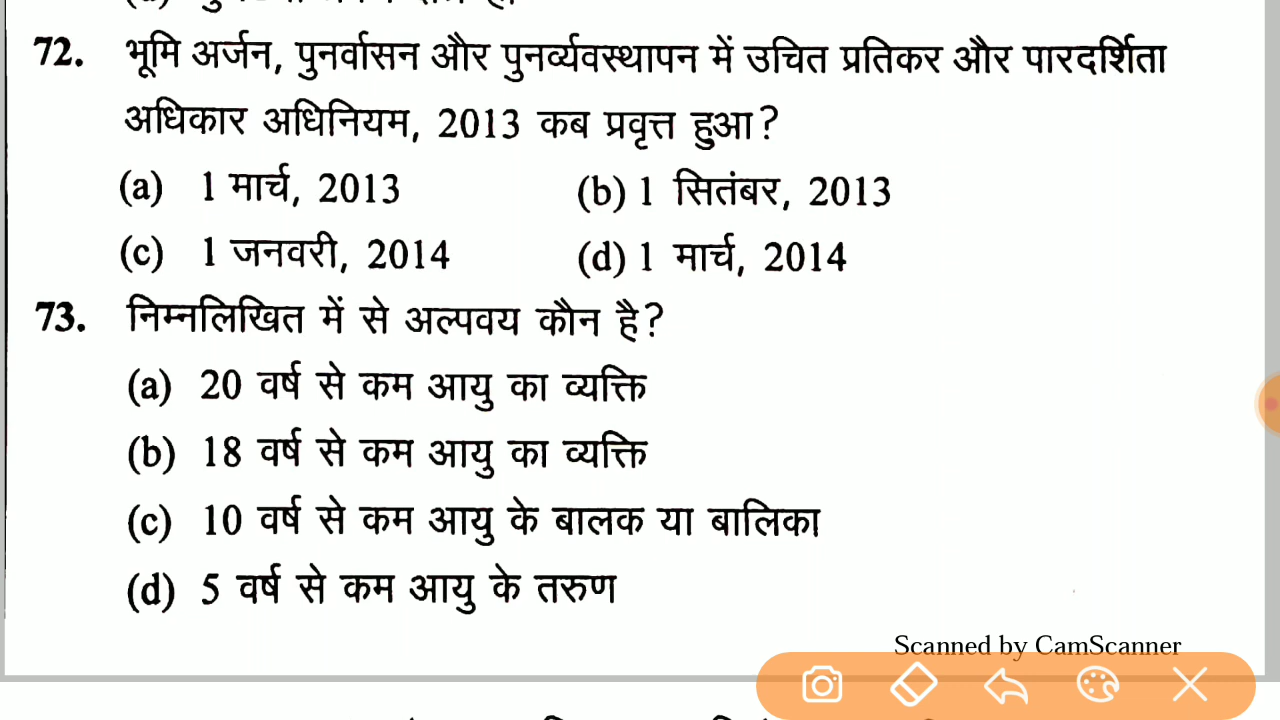 72. भूमि अर्जन, पुनर्वासन और पुनर्व्यवस्थापन में उचित प्रतिकर और पारदर्शिता
अधिकार अधिनियम, 2013 कब प्रवृत्त हुआ?
(a) 1 मार्च, 2013 (b) 1 सितंबर, 2013
(c) 1 जनवरी, 2014 (d) 1 मार्च, 2014
73. निम्नलिखित में से अल्पवय कौन है?
(a) 20 वर्ष से कम आयु का व्यक्ति
(b) 18 वर्ष से कम आयु का व्यक्ति
(c) 10 वर्ष से कम आयु के बालक या बालिका
(d) 5 वर्ष से कम आयु के तरुण
Scanned by CamScanner